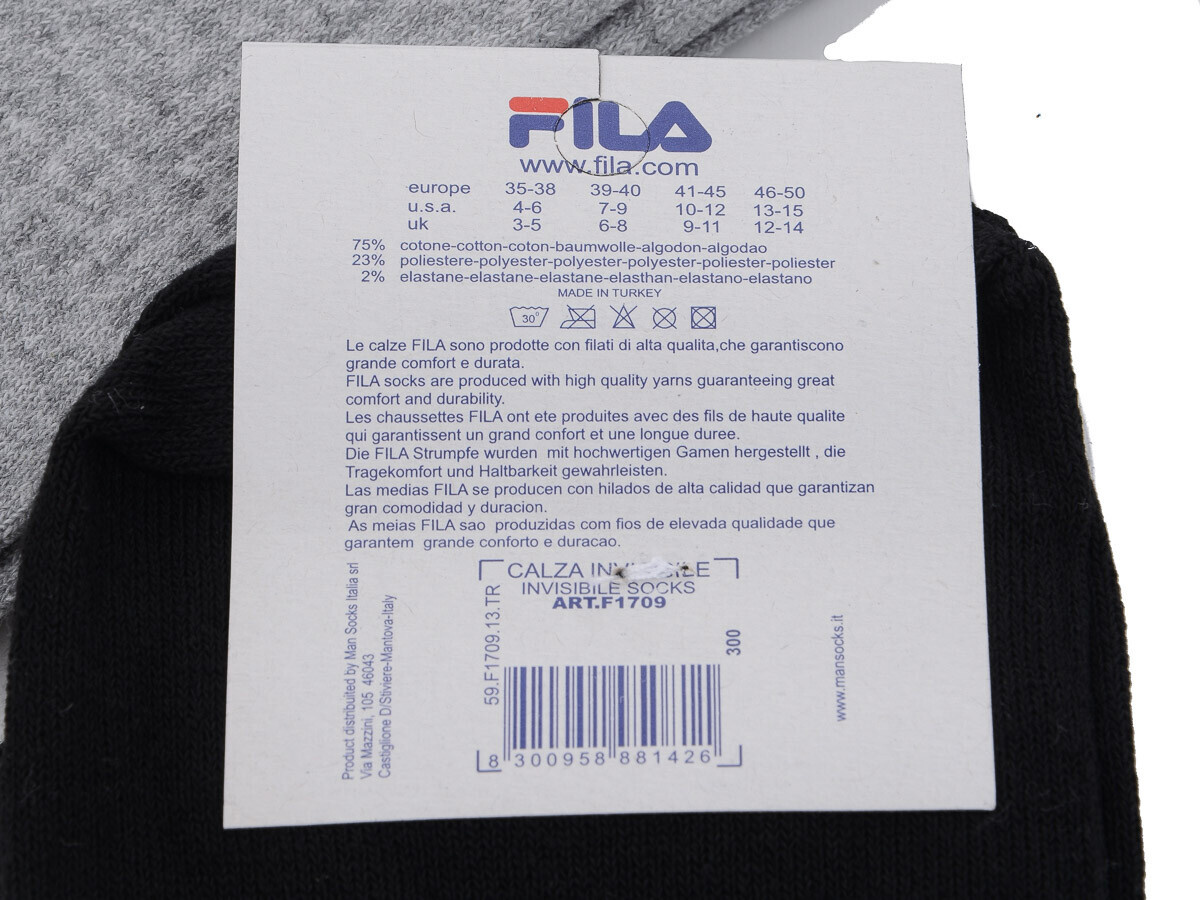 FILA
www.fila.com
europe 35-38 39-40 41-45 46-50
u.s.a. 4-6 7-9 10-12 13-15
uk 3-5 6-8 9-11 12-14
75% cotone-cotton-coton-baumwolle-algodon-algodao
23% poliestere-polyester-polyester-polyester-poliester-poliester
2% elastane-elastane-elastane-elasthan-elastano-elastano
MADE IN TURKEY
30°
Le calze FILA sono prodotte con filati di alta qualita,che garantiscono
grande comfort e durata.
FILA socks are produced with high quality yarns guaranteeing great
comfort and durability.
Les chaussettes FILA ont ete produites avec des fils de haute qualite
qui garantissent un grand confort et une longue duree.
Die FILA Strumpfe wurden mit hochwertigen Gamen hergestellt , die
Tragekomfort und Haltbarkeit gewahrleisten.
Las medias FILA se producen con hilados de alta calidad que garantizan
gran comodidad y duracion.
As meias FILA sao produzidas com fios de elevada qualidade que
garantem grande conforto e duracao.
Product distribuited by Man Socks Italia srl
Via Mazzini, 105 46043
Castiglione D/Stiviere-Mantova-Italy
CALZA INVISIBILE
INVISIBILE SOCKS
ART.F1709
59.F1709.13.TR
300
8 300958 881426
www.mansocks.it